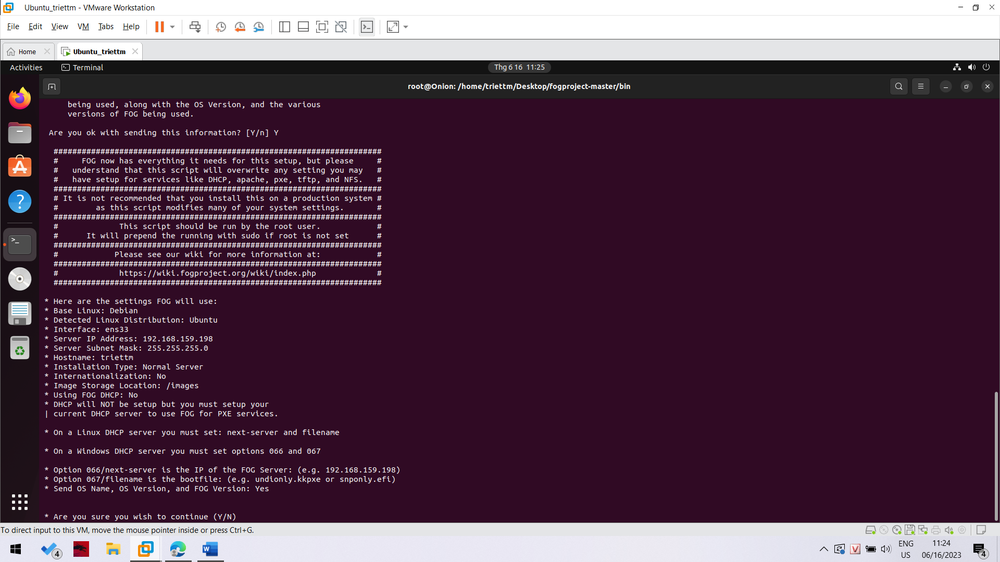 Ubuntu_triettm - VMware Workstation
File Edit View VM Tabs Help
Home Ubuntu_triettm
Activities Terminal Thg 6 16 11:25
root@Onion: /home/triettm/Desktop/fogproject-master/bin
being used, along with the OS Version, and the various
versions of FOG being used.
Are you ok with sending this information? [Y/n] Y
######################################################################
# FOG now has everything it needs for this setup, but please #
# understand that this script will overwrite any setting you may #
# have setup for services like DHCP, apache, pxe, tftp, and NFS. #
######################################################################
# It is not recommended that you install this on a production system #
# as this script modifies many of your system settings. #
######################################################################
# This script should be run by the root user. #
# It will prepend the running with sudo if root is not set #
######################################################################
# Please see our wiki for more information at: #
######################################################################
# https://wiki.fogproject.org/wiki/index.php #
######################################################################
* Here are the settings FOG will use:
* Base Linux: Debian
* Detected Linux Distribution: Ubuntu
* Interface: ens33
* Server IP Address: 192.168.159.198
* Server Subnet Mask: 255.255.255.0
* Hostname: triettm
* Installation Type: Normal Server
* Internationalization: No
* Image Storage Location: /images
* Using FOG DHCP: No
* DHCP will NOT be setup but you must setup your
| current DHCP server to use FOG for PXE services.
* On a Linux DHCP server you must set: next-server and filename
* On a Windows DHCP server you must set options 066 and 067
* Option 066/next-server is the IP of the FOG Server: (e.g. 192.168.159.198)
* Option 067/filename is the bootfile: (e.g. undionly.kkpxe or snponly.efi)
* Send OS Name, OS Version, and FOG Version: Yes
* Are you sure you wish to continue (Y/N)
To direct input to this VM, move the mouse pointer inside or press Ctrl+G.
4
W
V
ENG
US
11:24
06/16/2023
4